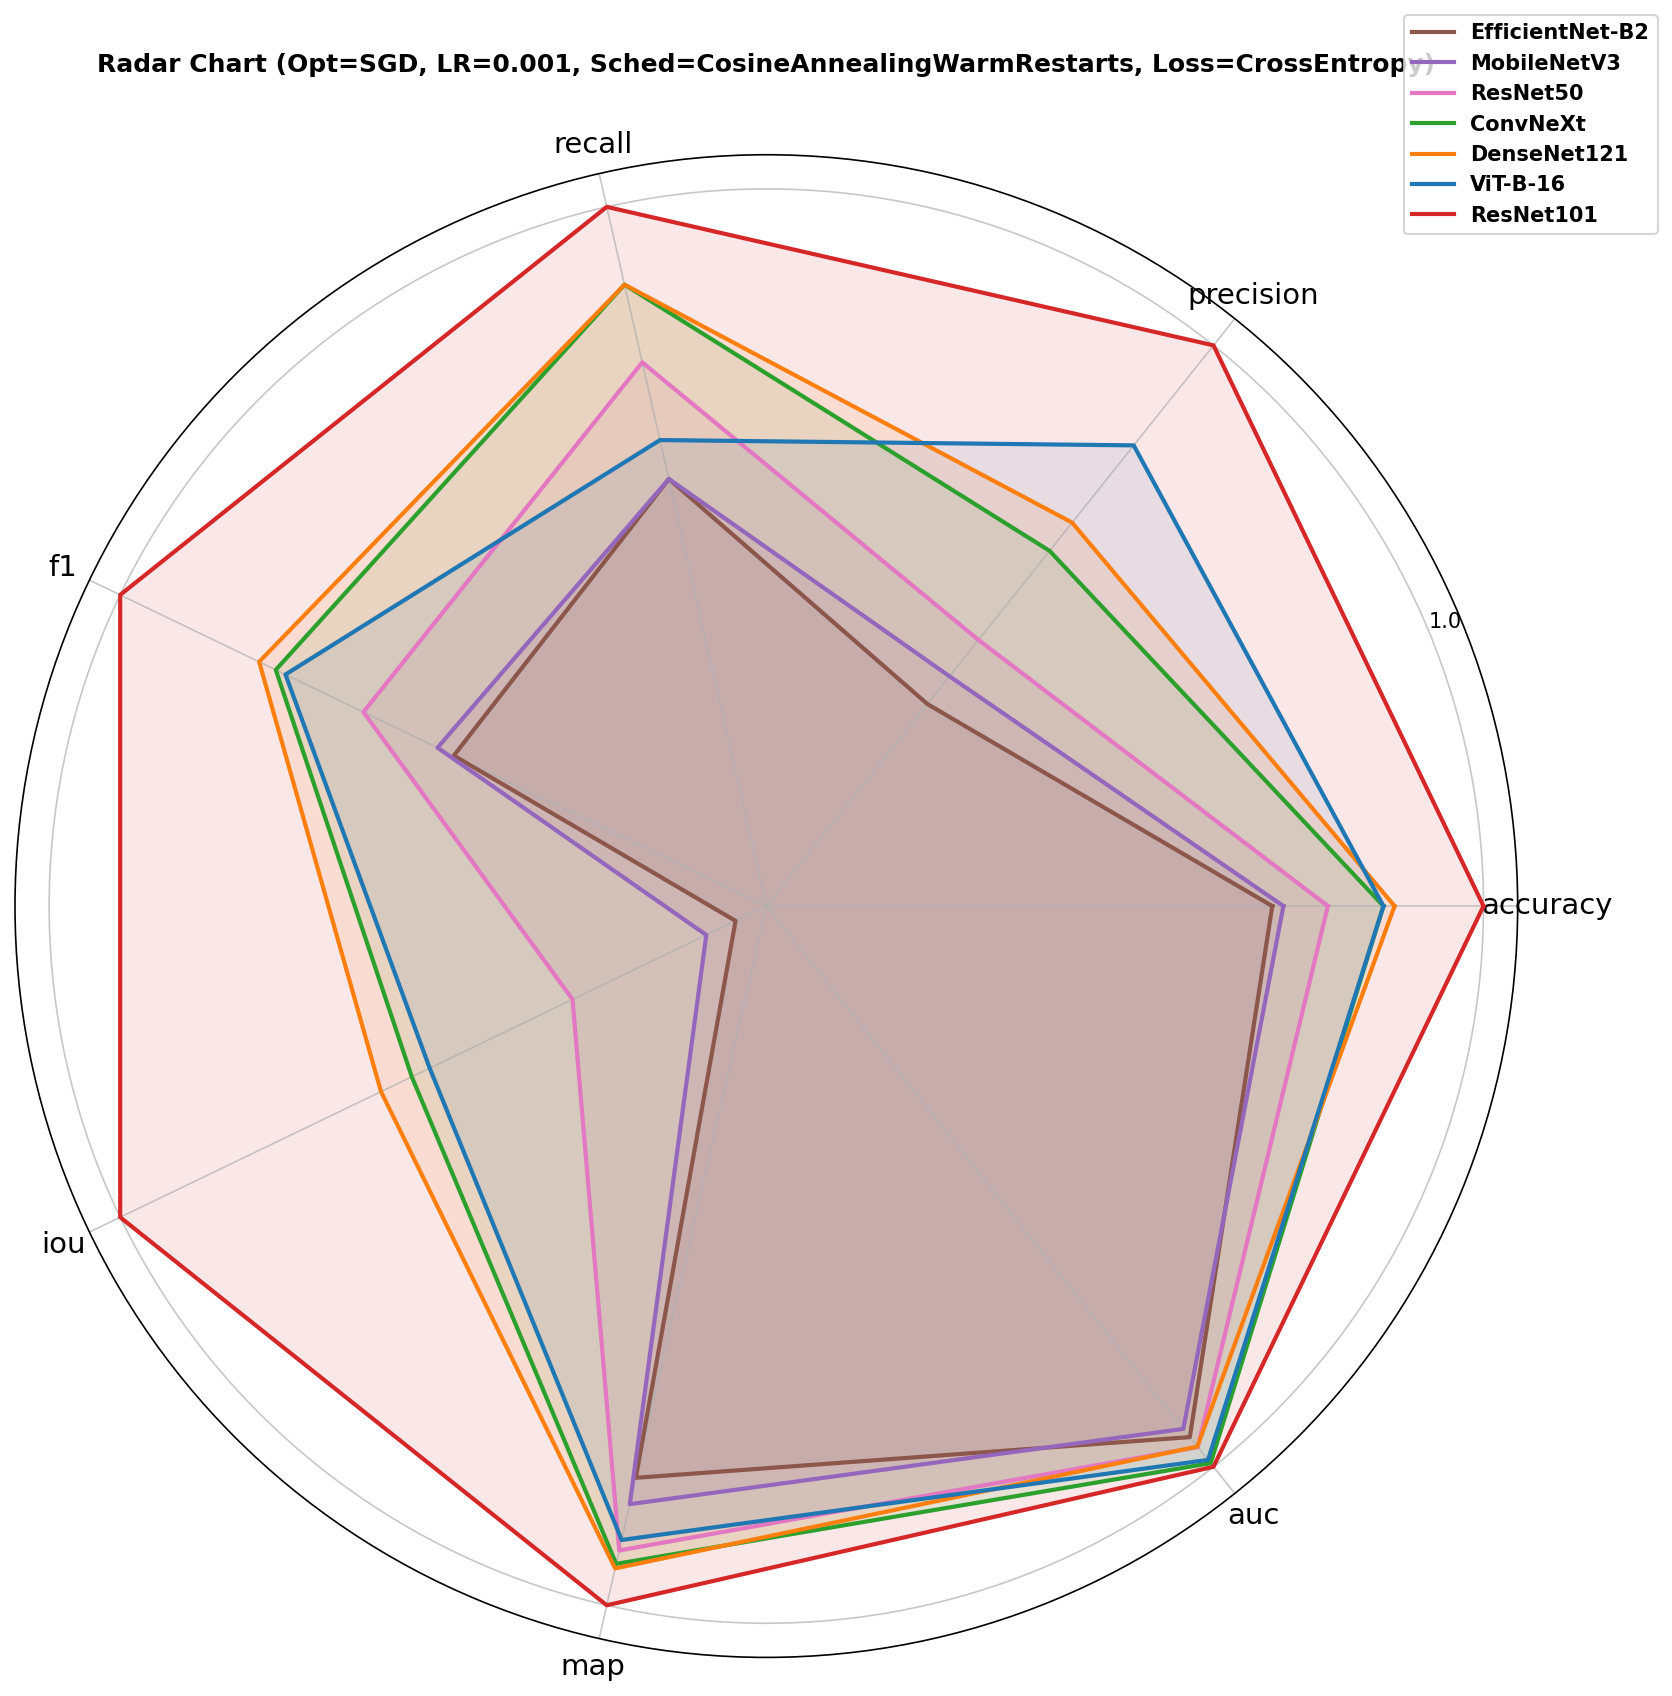 Radar Chart (Opt=SGD, LR=0.001, Sched=CosineAnnealingWarmRestarts, Loss=CrossEntropy)
EfficientNet-B2
MobileNetV3
ResNet50
ConvNeXt
DenseNet121
ViT-B-16
ResNet101
recall
precision
f1
1.0
accuracy
iou
auc
map